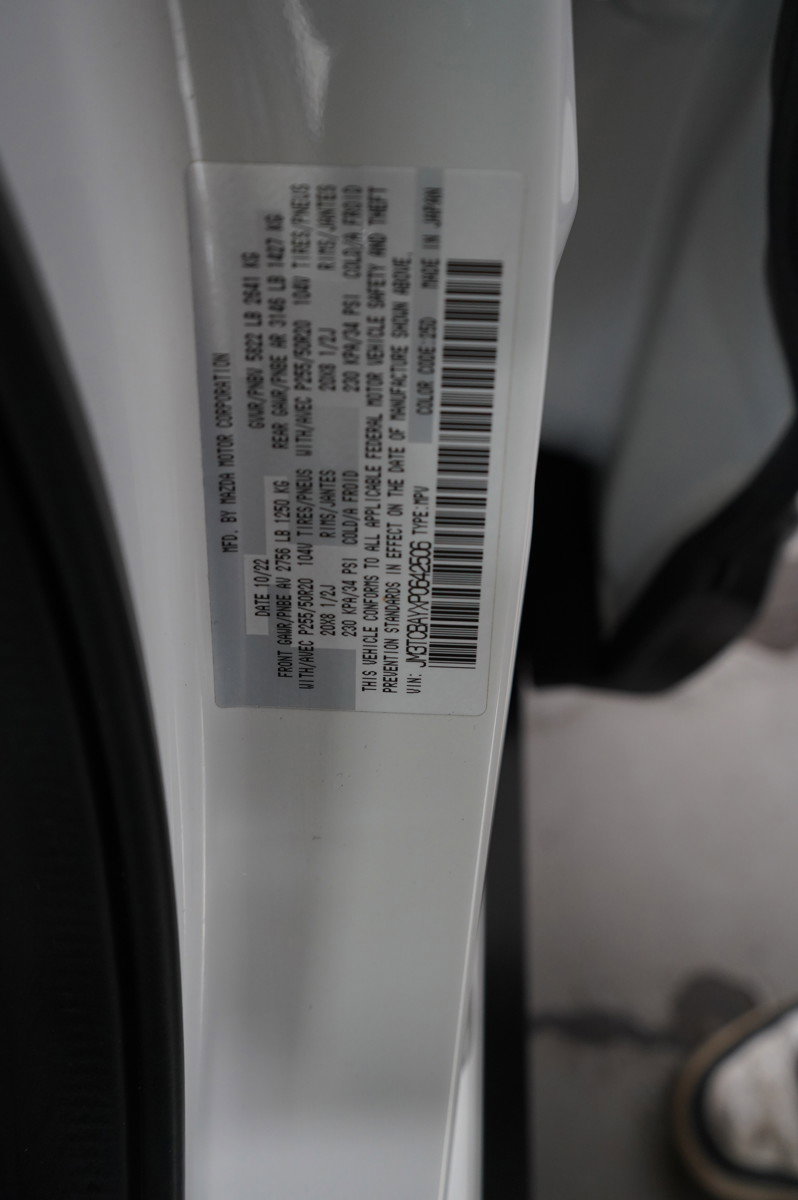 MFD. BY MAZDA MOTOR CORPORATION
DATE 10/22 GVWR/PNBV 5822 LB 2641 KG
FRONT GAWR/PNBE AV 2756 LB 1250 KG REAR GAWR/PNBE AR 3146 LB 1427 KG
WITH/AVEC P255/50R20 104V TIRES/PNEUS WITH/AVEC P255/50R20 104V TIRES/PNEUS
20X8 1/2J RIMS/JANTES 20X8 1/2J RIMS/JANTES
230 KPA/34 PSI COLD/A FROID 230 KPA/34 PSI COLD/A FROID
THIS VEHICLE CONFORMS TO ALL APPLICABLE FEDERAL MOTOR VEHICLE SAFETY AND THEFT
PREVENTION STANDARDS IN EFFECT ON THE DATE OF MANUFACTURE SHOWN ABOVE.
VIN: JM3TCBAYXP0642506 TYPE:MPV COLOR CODE:25D MADE IN JAPAN